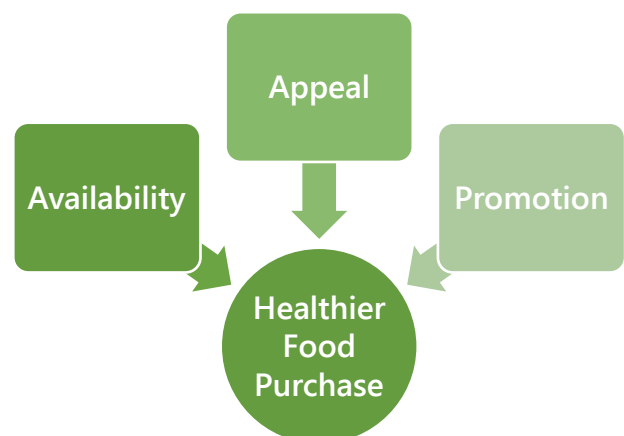 Appeal
Availability
Promotion
Healthier
Food
Purchase